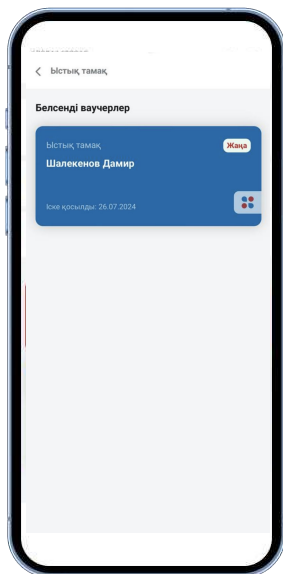 Ыстық тамақ
Белсенді ваучерлер
Ыстық тамақ
Жаңа
Шалекенов Дамир
Іске қосылды: 26.07.2024